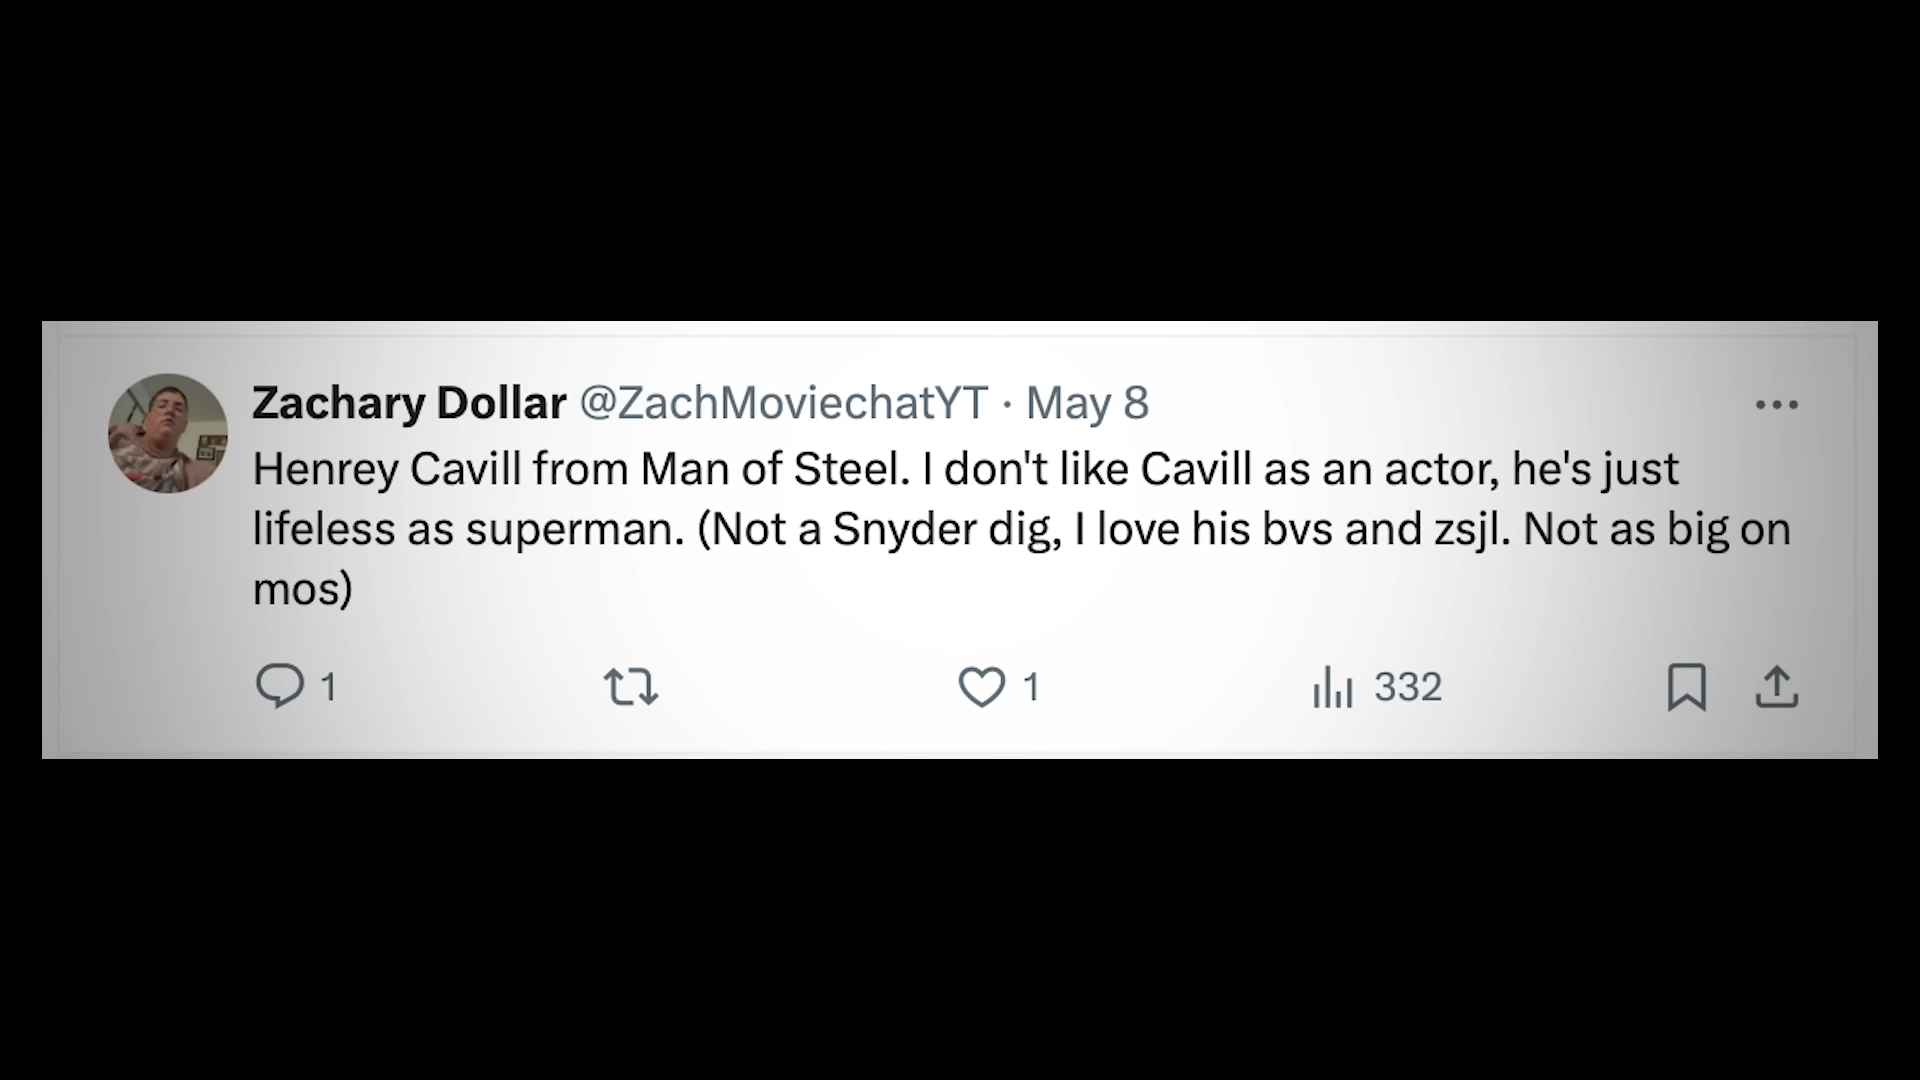 Zachary Dollar @ZachMoviechatYT · May 8
Henrey Cavill from Man of Steel. I don't like Cavill as an actor, he's just
lifeless as superman. (Not a Snyder dig, I love his bvs and zsjl. Not as big on
mos)
1 1 332